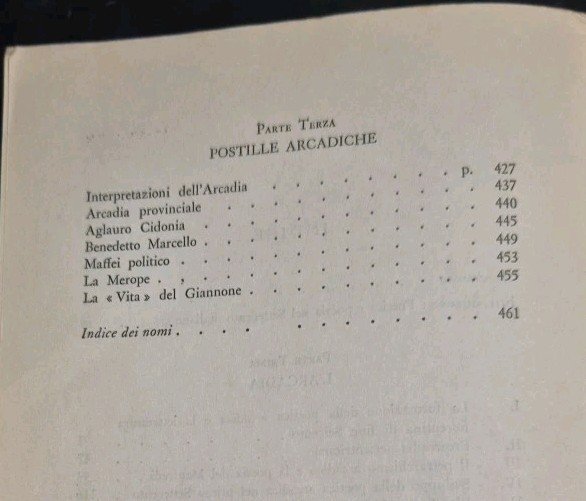 PARTE TERZA
POSTILLE ARCADICHE
Interpretazioni dell'Arcadia . . . . . . . . p. 427
Arcadia provinciale . . . . . . . . . . 437
Aglauro Cidonia . . . . . . . . . . 440
Benedetto Marcello . . . . . . . . . . 445
Maffei politico . . . . . . . . . . 449
La Merope . . . . . . . . . . 453
La « Vita » del Giannone . . . . . . . . 455
Indice dei nomi . . . . . . . . . . 461